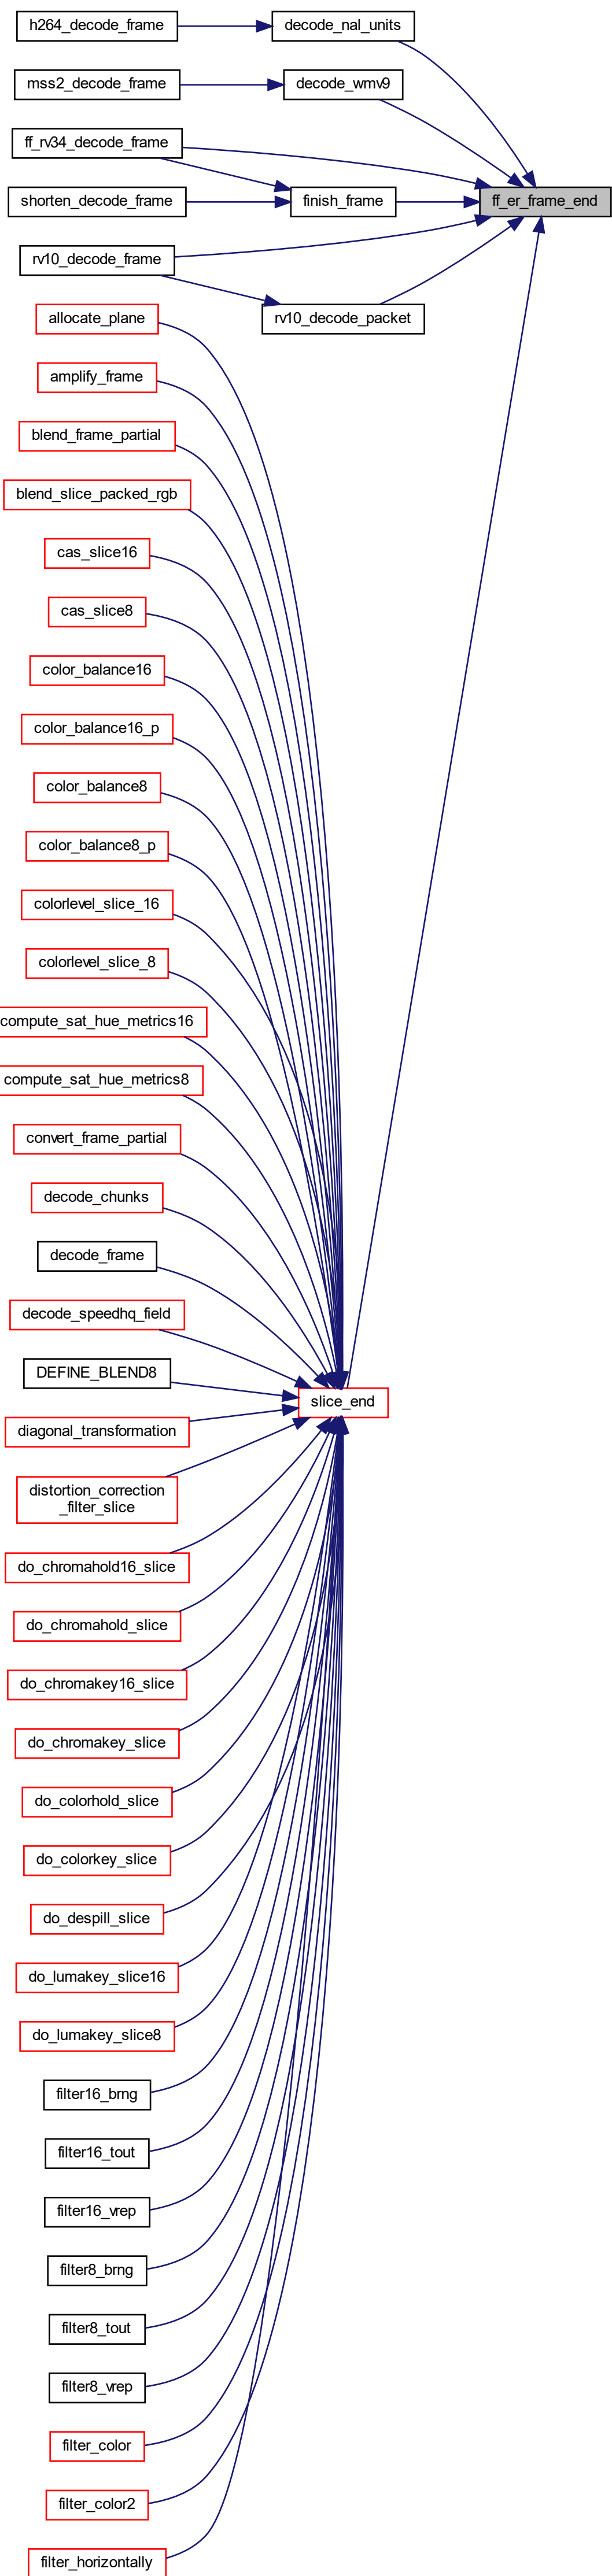 h264_decode_frame
decode_nal_units
mss2_decode_frame
decode_wmv9
ff_rv34_decode_frame
shorten_decode_frame
finish_frame
ff_er_frame_end
rv10_decode_frame
rv10_decode_packet
allocate_plane
amplify_frame
blend_frame_partial
blend_slice_packed_rgb
cas_slice16
cas_slice8
color_balance16
color_balance16_p
color_balance8
color_balance8_p
colorlevel_slice_16
colorlevel_slice_8
compute_sat_hue_metrics16
compute_sat_hue_metrics8
convert_frame_partial
decode_chunks
decode_frame
decode_speedhq_field
DEFINE_BLEND8
slice_end
diagonal_transformation
distortion_correction
_filter_slice
do_chromahold16_slice
do_chromahold_slice
do_chromakey16_slice
do_chromakey_slice
do_colorhold_slice
do_colorkey_slice
do_despill_slice
do_lumakey_slice16
do_lumakey_slice8
filter16_brng
filter16_tout
filter16_vrep
filter8_brng
filter8_tout
filter8_vrep
filter_color
filter_color2
filter_horizontally